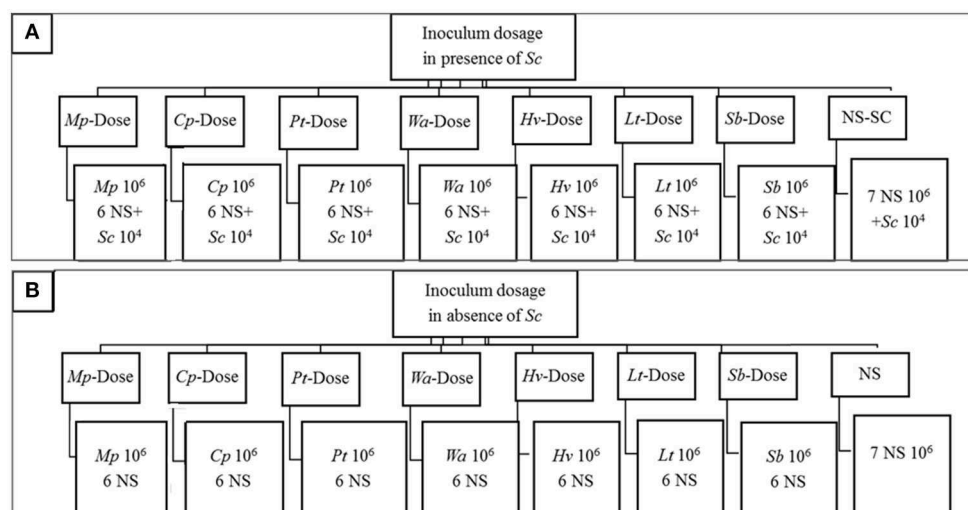 A
Inoculum dosage
in presence of Sc
Mp-Dose Cp-Dose Pt-Dose Wa-Dose Hv-Dose Lt-Dose Sb-Dose NS-SC
Mp 10⁶ Cp 10⁶ Pt 10⁶ Wa 10⁶ Hv 10⁶ Lt 10⁶ Sb 10⁶ 7 NS 10⁶
6 NS+ 6 NS+ 6 NS+ 6 NS+ 6 NS+ 6 NS+ 6 NS+ +Sc 10⁴
Sc 10⁴ Sc 10⁴ Sc 10⁴ Sc 10⁴ Sc 10⁴ Sc 10⁴ Sc 10⁴
B
Inoculum dosage
in absence of Sc
Mp-Dose Cp-Dose Pt-Dose Wa-Dose Hv-Dose Lt-Dose Sb-Dose NS
Mp 10⁶ Cp 10⁶ Pt 10⁶ Wa 10⁶ Hv 10⁶ Lt 10⁶ Sb 10⁶ 7 NS 10⁶
6 NS 6 NS 6 NS 6 NS 6 NS 6 NS 6 NS